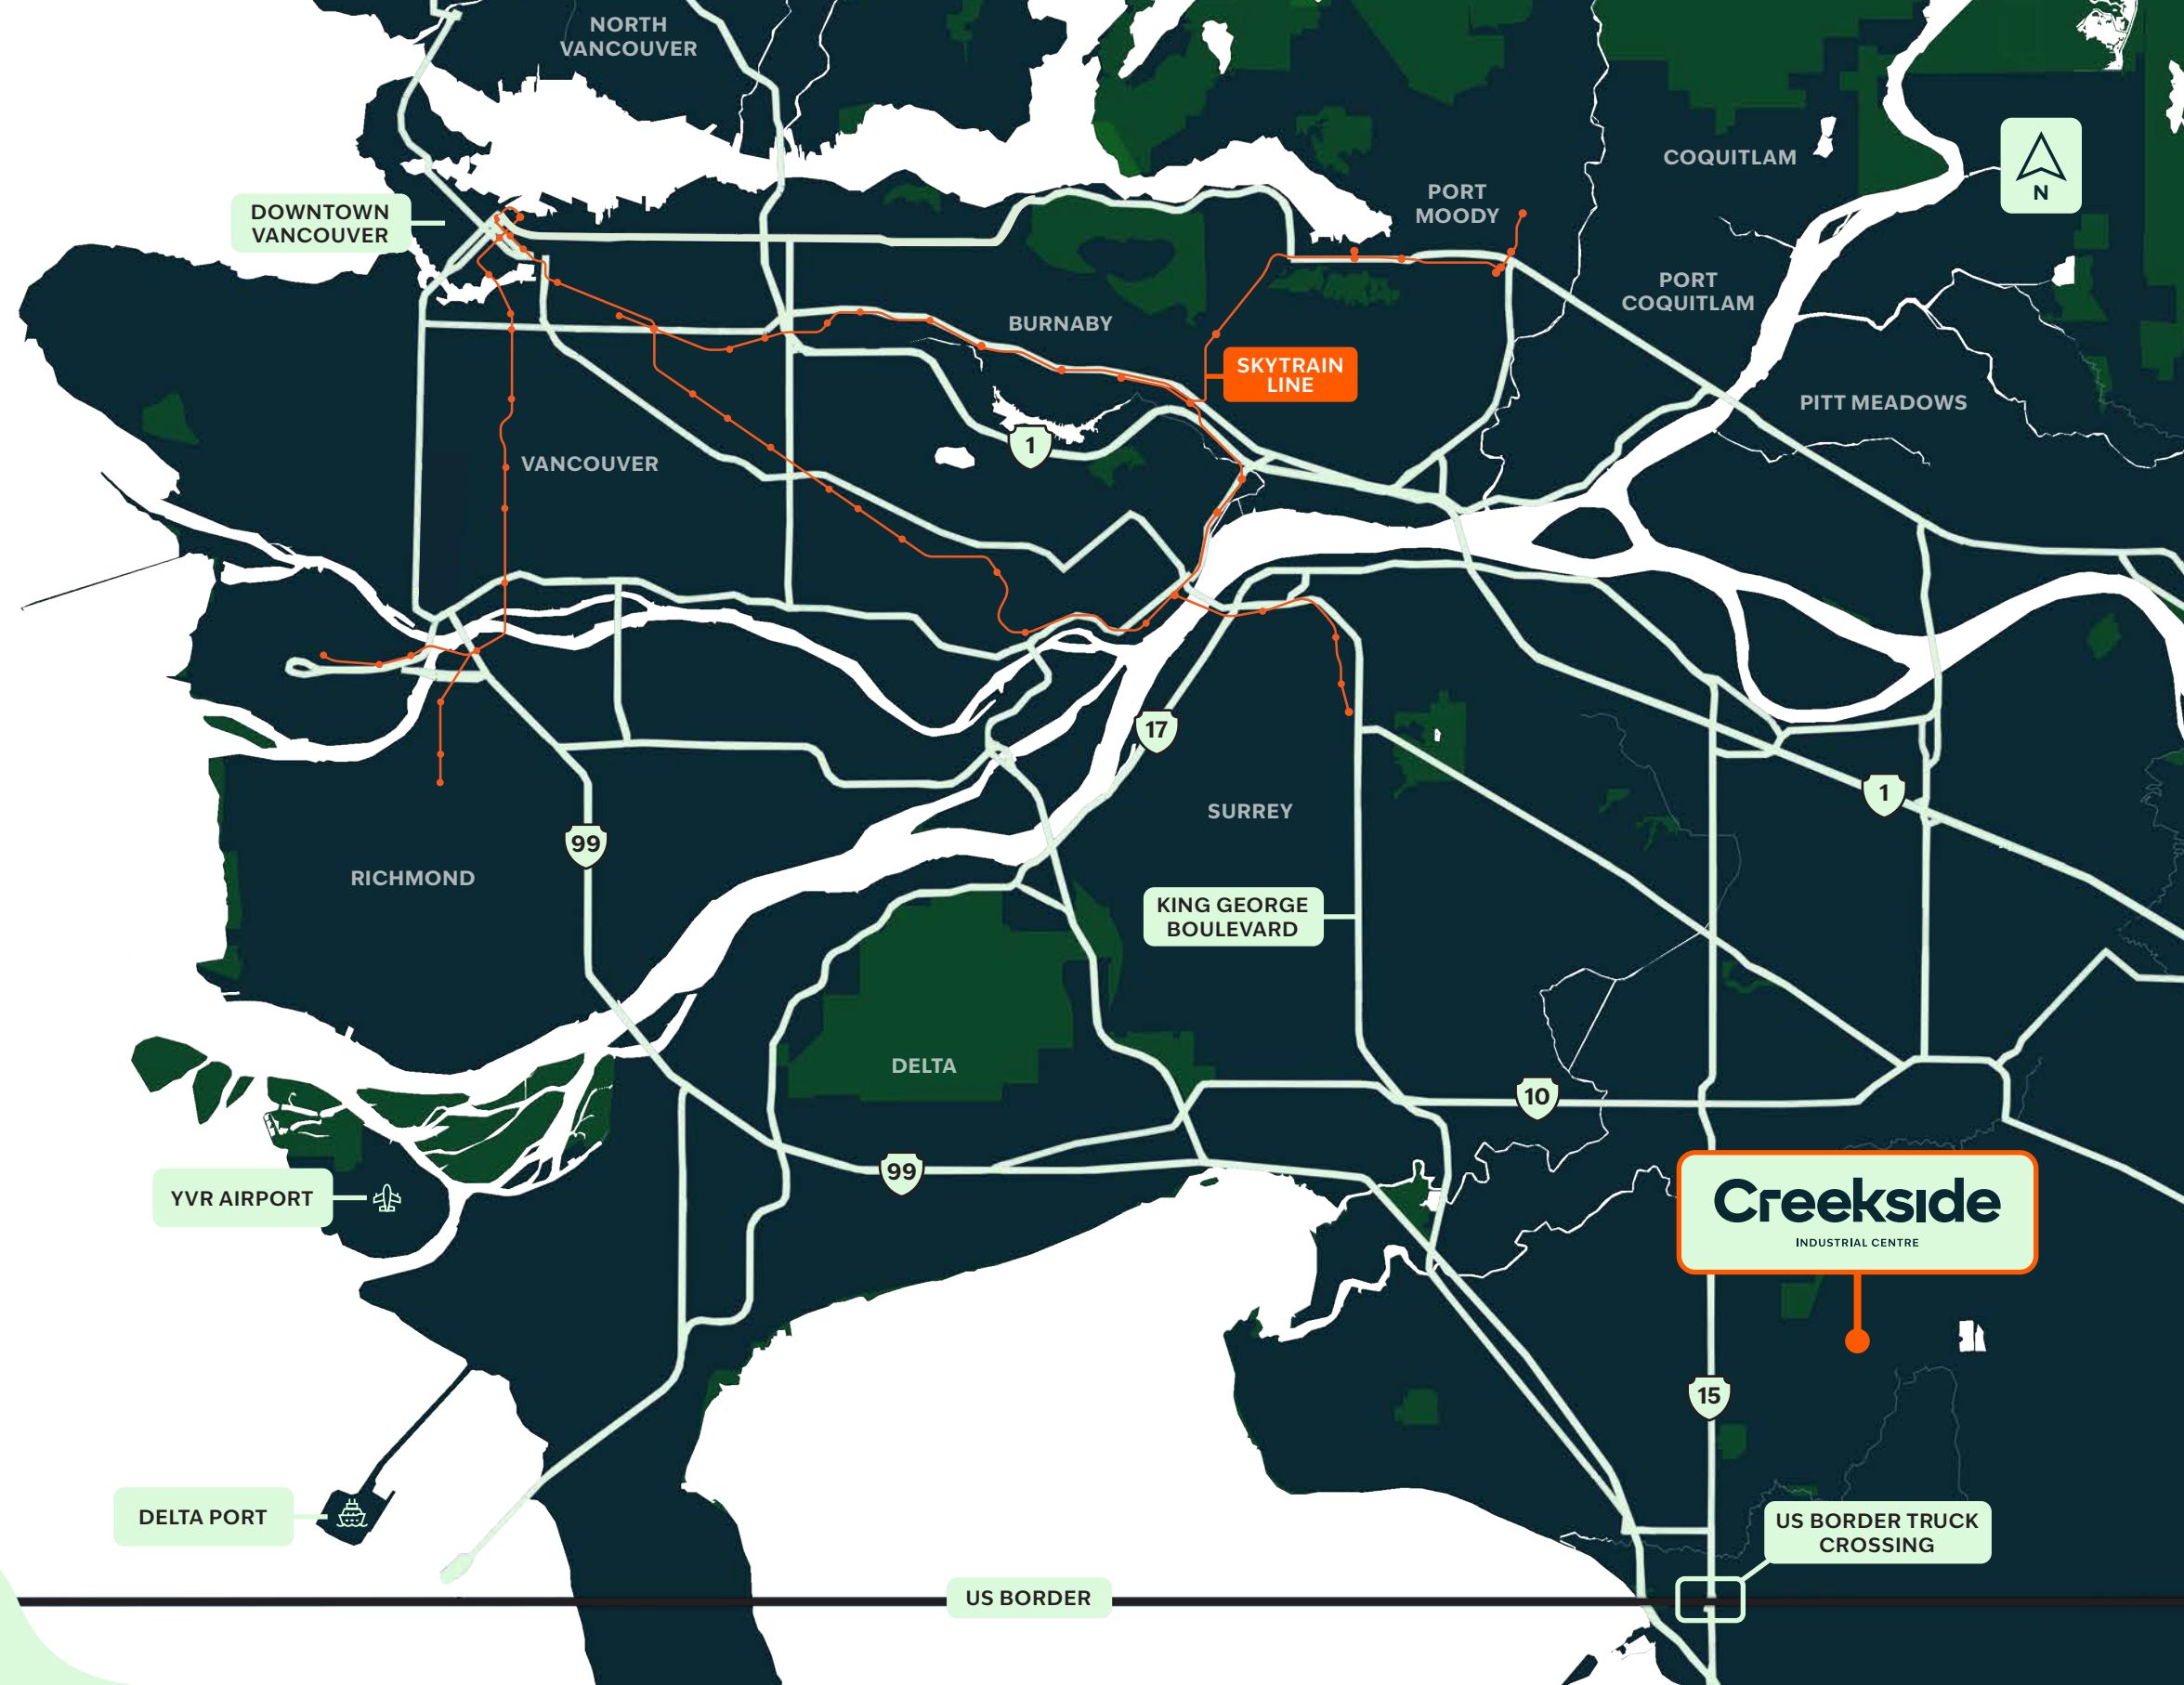 NORTH
VANCOUVER
COQUITLAM
N
PORT
MOODY
DOWNTOWN
VANCOUVER
PORT
COQUITLAM
BURNABY
SKYTRAIN
LINE
PITT MEADOWS
1
VANCOUVER
17
1
SURREY
99
RICHMOND
KING GEORGE
BOULEVARD
DELTA
10
99
YVR AIRPORT
Creekside
INDUSTRIAL CENTRE
15
DELTA PORT
US BORDER TRUCK
CROSSING
US BORDER